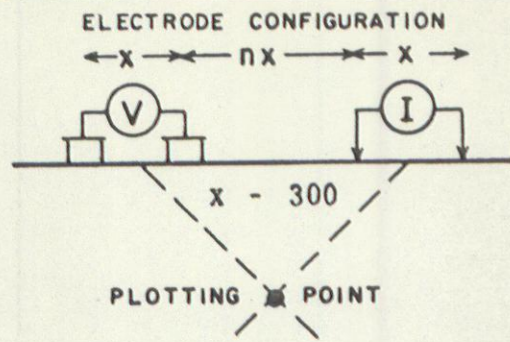 ELECTRODE CONFIGURATION
x nx x
V I
x - 300
PLOTTING POINT